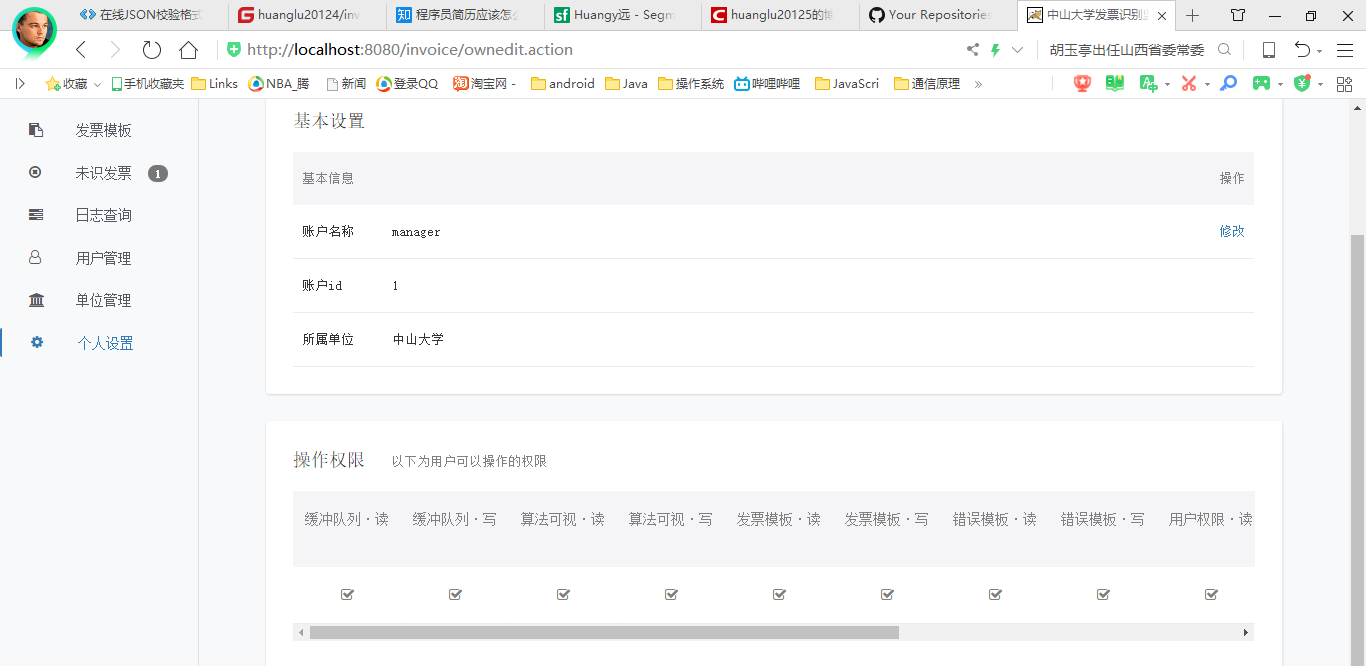 在线JSON校验格式
huanglu20124/inv
程序员简历应该怎么
Huangy远 - Segm
huanglu20125的博
Your Repositories
中山大学发票识别监
http://localhost:8080/invoice/ownedit.action
胡玉亭出任山西省委常委
收藏
手机收藏夹
Links
NBA_腾
新闻
登录QQ
淘宝网 -
android
Java
操作系统
哔哩哔哩
JavaScri
通信原理
»
发票模板
未识发票 1
日志查询
用户管理
单位管理
个人设置
基本设置
基本信息 操作
账户名称 manager 修改
账户id 1
所属单位 中山大学
操作权限 以下为用户可以操作的权限
缓冲队列·读 缓冲队列·写 算法可视·读 算法可视·写 发票模板·读 发票模板·写 错误模板·读 错误模板·写 用户权限·读